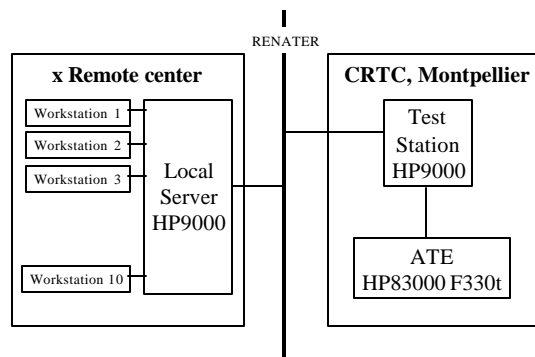 RENATER
x Remote center
Workstation 1
Workstation 2
Workstation 3
Workstation 10
Local
Server
HP9000
CRTC, Montpellier
Test
Station
HP9000
ATE
HP83000 F330t